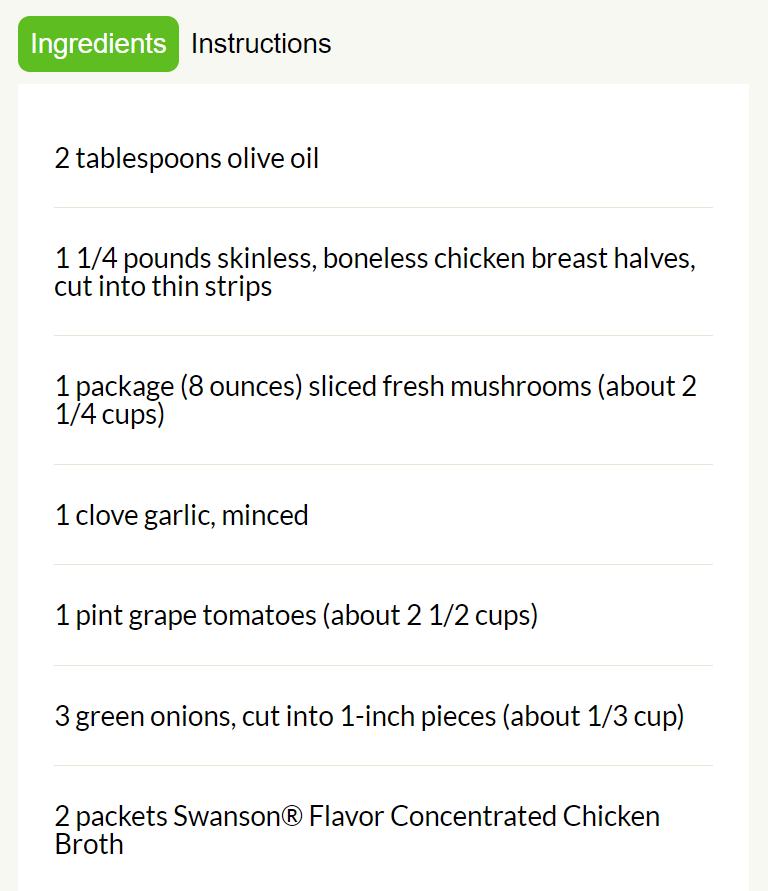 Ingredients Instructions
2 tablespoons olive oil
1 1/4 pounds skinless, boneless chicken breast halves,
cut into thin strips
1 package (8 ounces) sliced fresh mushrooms (about 2
1/4 cups)
1 clove garlic, minced
1 pint grape tomatoes (about 2 1/2 cups)
3 green onions, cut into 1-inch pieces (about 1/3 cup)
2 packets Swanson® Flavor Concentrated Chicken
Broth